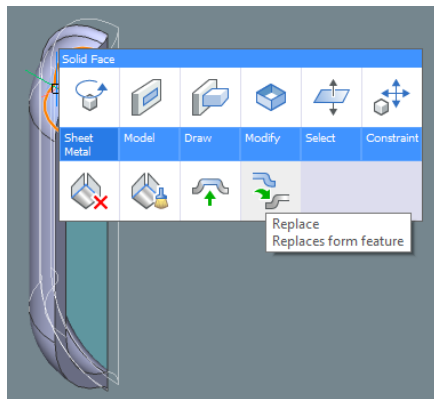 Solid Face
Sheet
Metal
Model
Draw
Modify
Select
Constraint
Replace
Replaces form feature